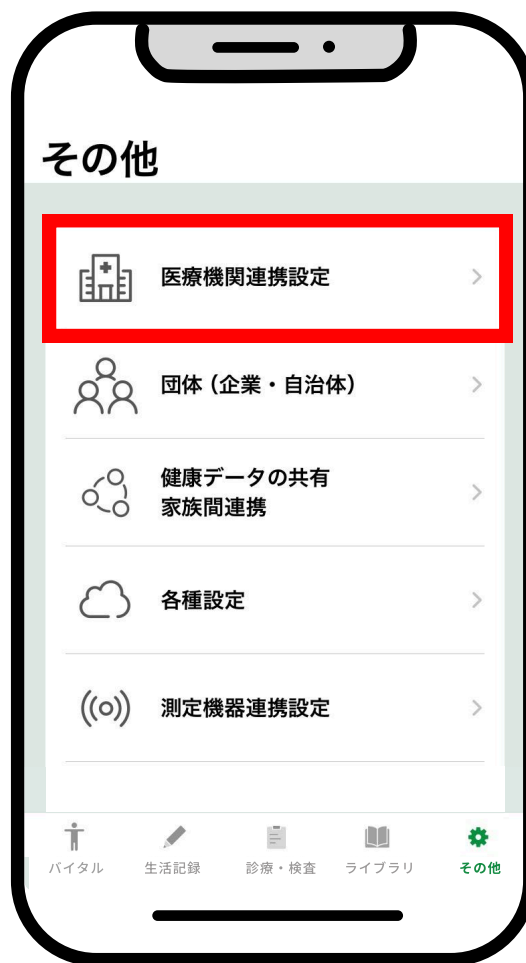 その他
医療機関連携設定
団体（企業・自治体）
健康データの共有
家族間連携
各種設定
測定機器連携設定
バイタル
生活記録
診療・検査
ライブラリ
その他